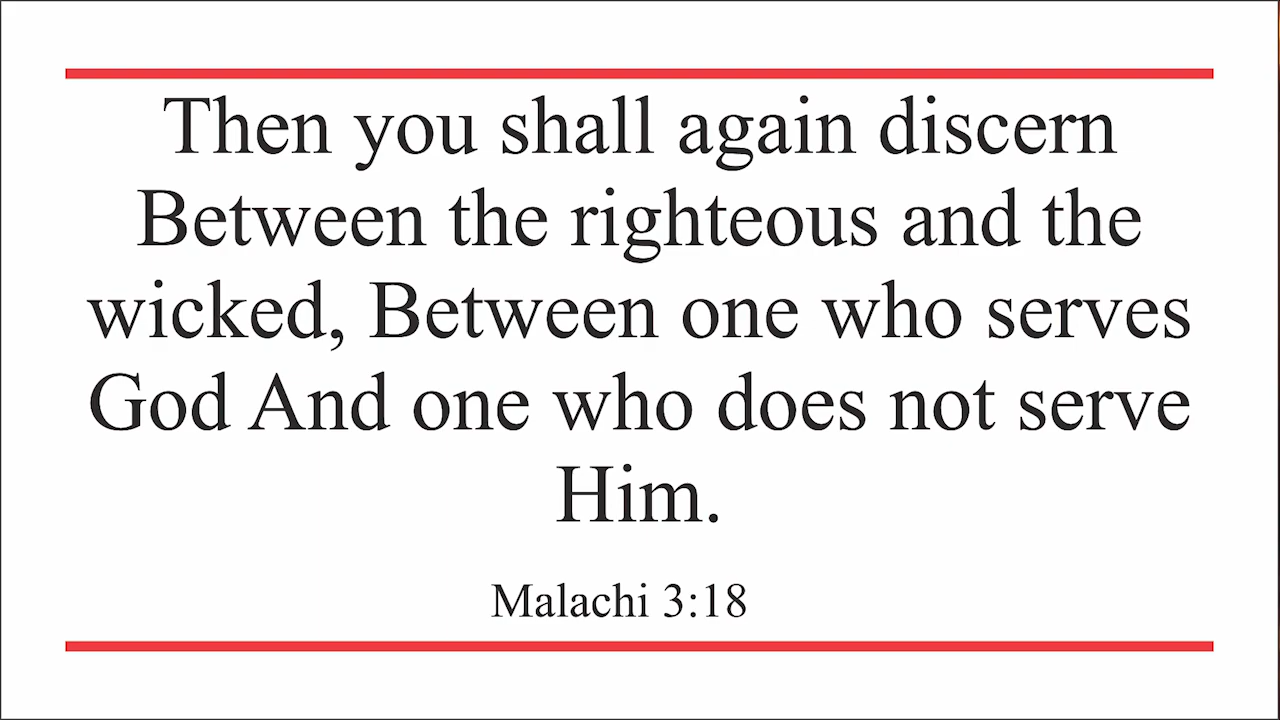 Then you shall again discern
Between the righteous and the
wicked, Between one who serves
God And one who does not serve
Him.
Malachi 3:18